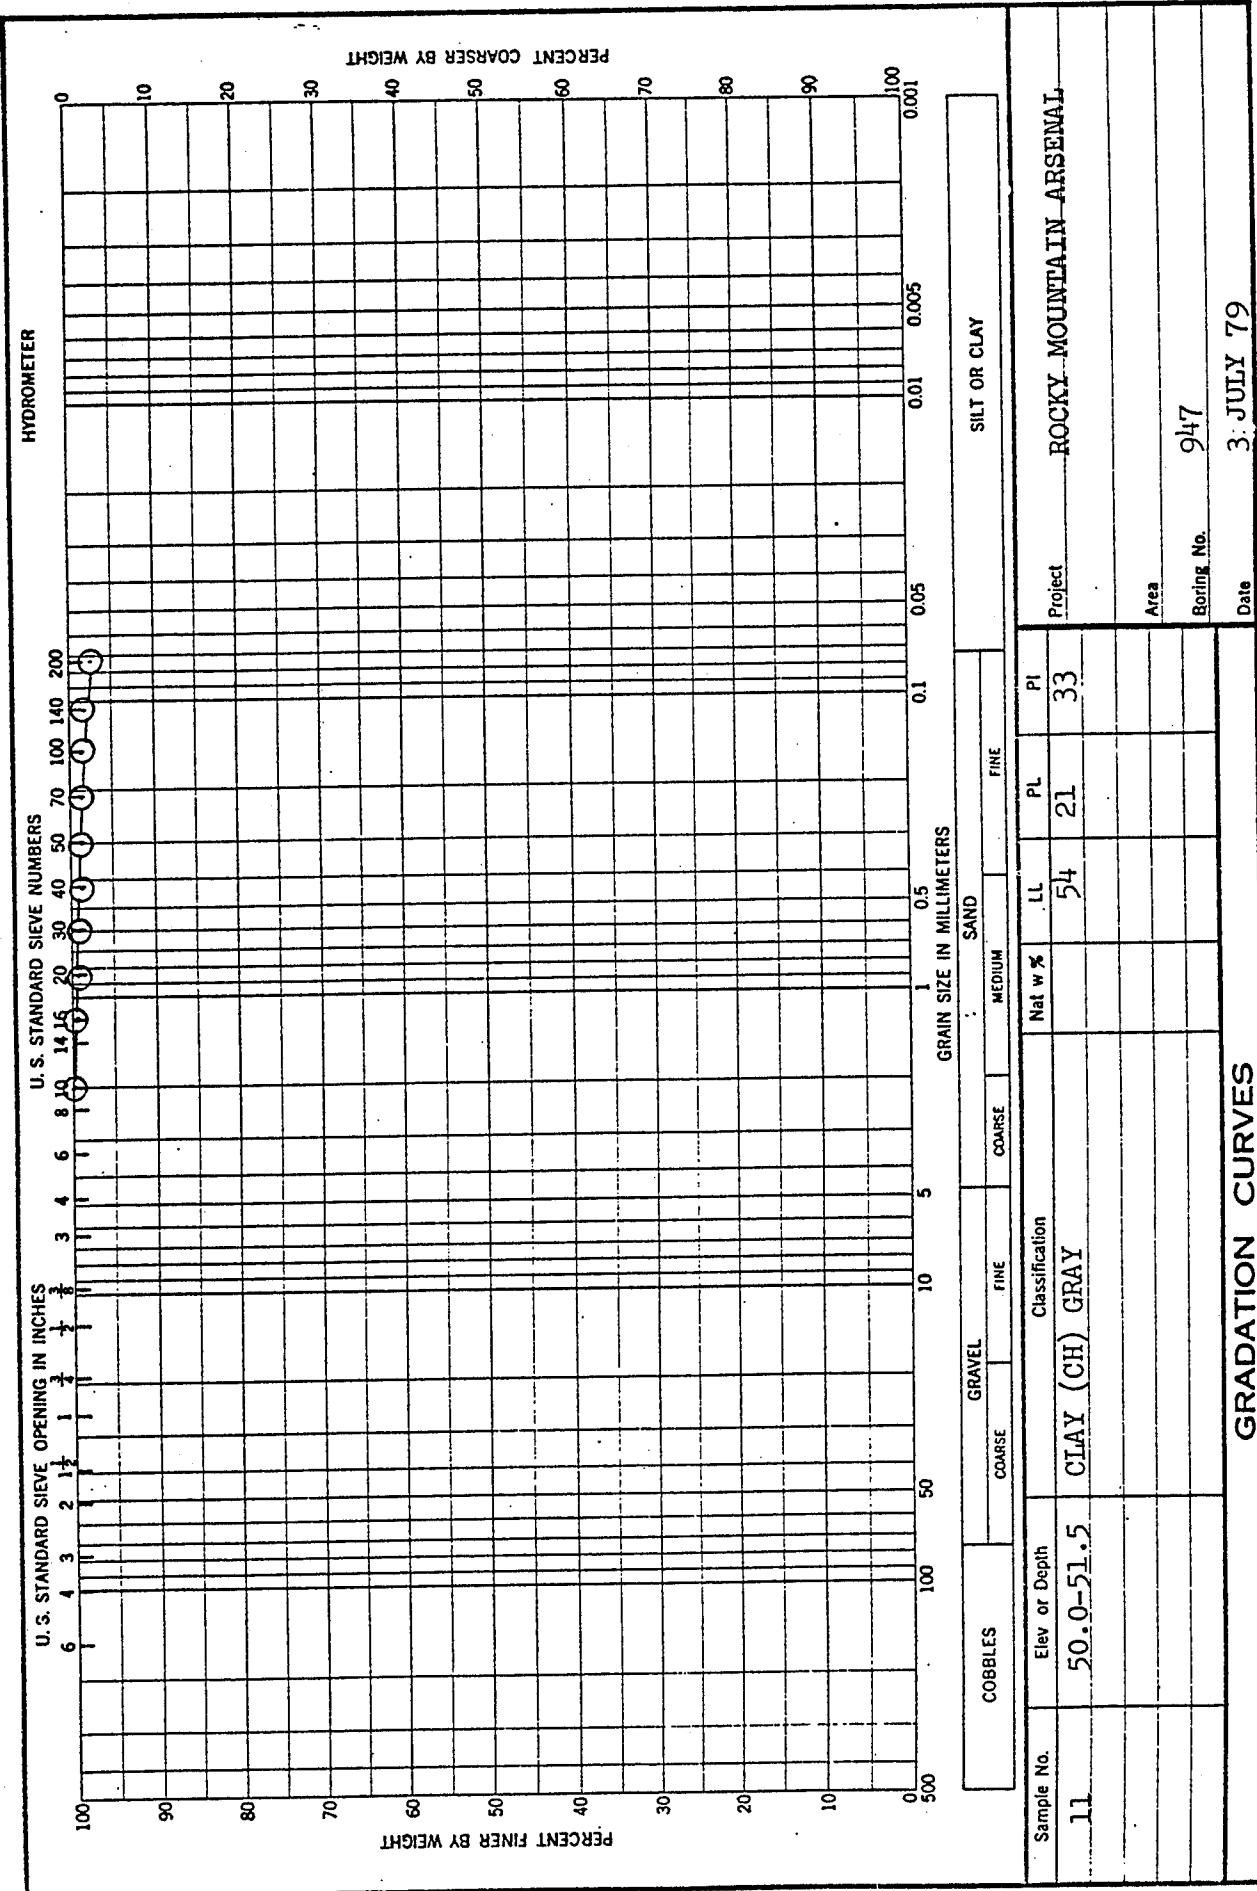 U. S. STANDARD SIEVE OPENING IN INCHES U. S. STANDARD SIEVE NUMBERS HYDROMETER
6 4 3 2 1½ 1 ¾ ½ ⅜ 3 4 6 8 10 14 16 20 30 40 50 70 100 140 200
PERCENT FINER BY WEIGHT
100
90
80
70
60
50
40
30
20
10
0
PERCENT COARSER BY WEIGHT
0
10
20
30
40
50
60
70
80
90
100
500 100 50 10 5 1 0.5 0.1 0.05 0.01 0.005 0.001
GRAIN SIZE IN MILLIMETERS
COBBLES GRAVEL SAND SILT OR CLAY
COARSE FINE COARSE MEDIUM FINE
Sample No. Elev or Depth Classification Nat w % LL PL PI
11 50.0-51.5 CLAY (CH) GRAY 54 21 33
Project ROCKY MOUNTAIN ARSENAL
Area
Boring No. 947
Date 3 JULY 79
GRADATION CURVES